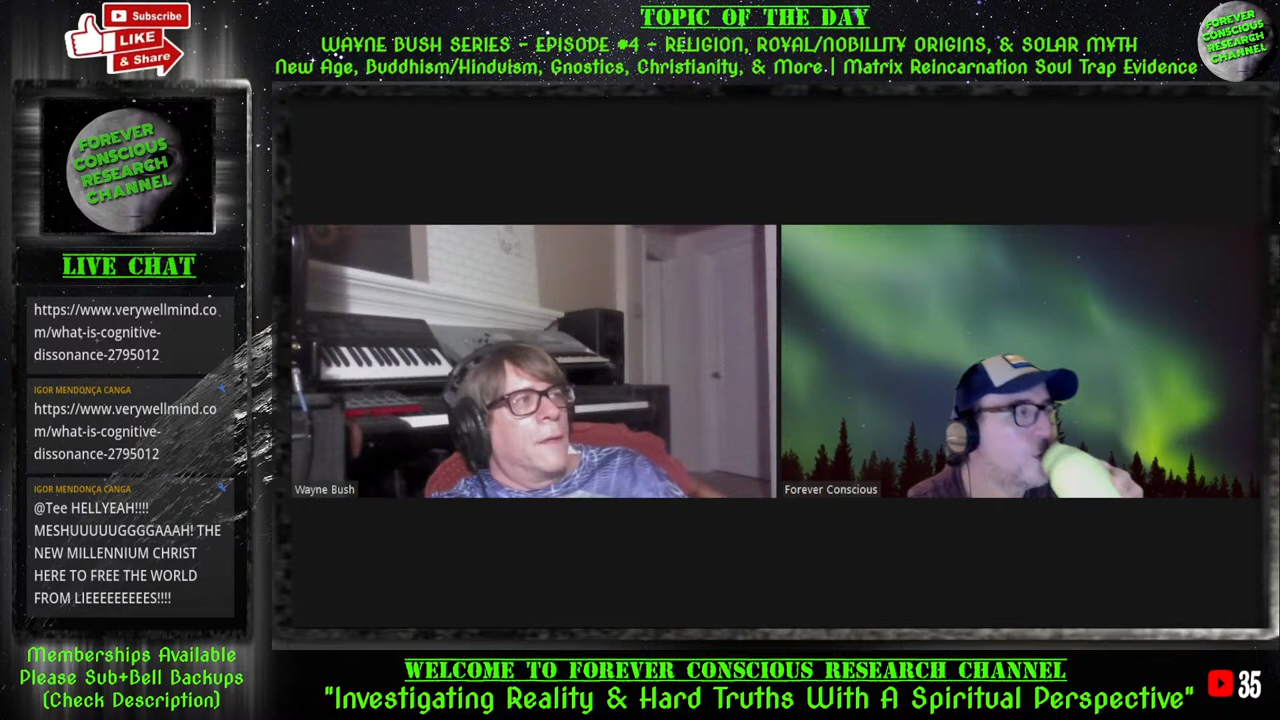 Subscribe
LIKE
& Share
TOPIC OF THE DAY
WAYNE BUSH SERIES - EPISODE #4 - RELIGION, ROYAL/NOBILLITY ORIGINS, & SOLAR MYTH
New Age, Buddhism/Hinduism, Gnostics, Christianity, & More | Matrix Reincarnation Soul Trap Evidence
FOREVER
CONSCIOUS
RESEARCH
CHANNEL
FOREVER
CONSCIOUS
RESEARCH
CHANNEL
LIVE CHAT
https://www.verywellmind.co
m/what-is-cognitive-
dissonance-2795012
IGOR MENDONÇA CANGA
https://www.verywellmind.co
m/what-is-cognitive-
dissonance-2795012
IGOR MENDONÇA CANGA
@Tee HELLYEAH!!!!
MESHUUUUUGGGGAAAH! THE
NEW MILLENNIUM CHRIST
HERE TO FREE THE WORLD
FROM LIEEEEEEEEES!!!!
Wayne Bush
Forever Conscious
Memberships Available
Please Sub+Bell Backups
(Check Description)
WELCOME TO FOREVER CONSCIOUS RESEARCH CHANNEL
"Investigating Reality & Hard Truths With A Spiritual Perspective"
35